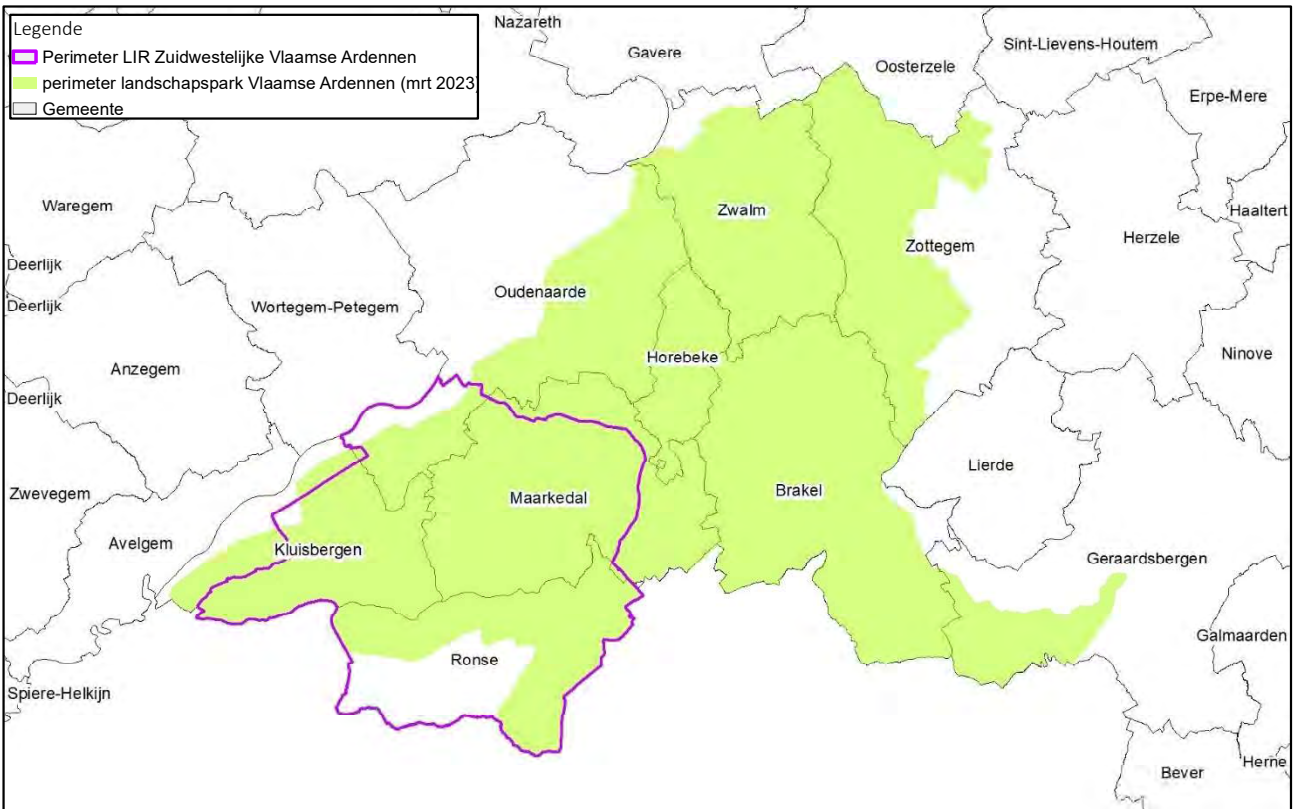 Legende
Perimeter LIR Zuidwestelijke Vlaamse Ardennen
perimeter landschapspark Vlaamse Ardennen (mrt 2023
Gemeente
Nazareth
Gavere
Sint-Lievens-Houtem
Oosterzele
Erpe-Mere
Waregem
Zwalm
Haaltert
Herzele
Zottegem
Deerlijk
Oudenaarde
Deerlijk
Wortegem-Petegem
Horebeke
Ninove
Anzegem
Deerlijk
Lierde
Zwevegem
Maarkedal
Brakel
Avelgem
Kluisbergen
Geraardsbergen
Galmaarden
Ronse
Spiere-Helkijn
Herne
Bever